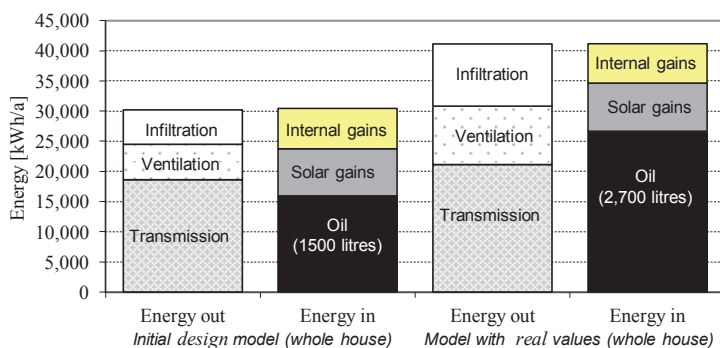 45,000
40,000
35,000
30,000
25,000
20,000
15,000
10,000
5,000
0
Energy [kWh/a]
Infiltration
Ventilation
Transmission
Internal gains
Solar gains
Oil
(1500 litres)
Infiltration
Ventilation
Transmission
Internal gains
Solar gains
Oil
(2,700 litres)
Energy out Energy in Energy out Energy in
Initial design model (whole house) Model with real values (whole house)